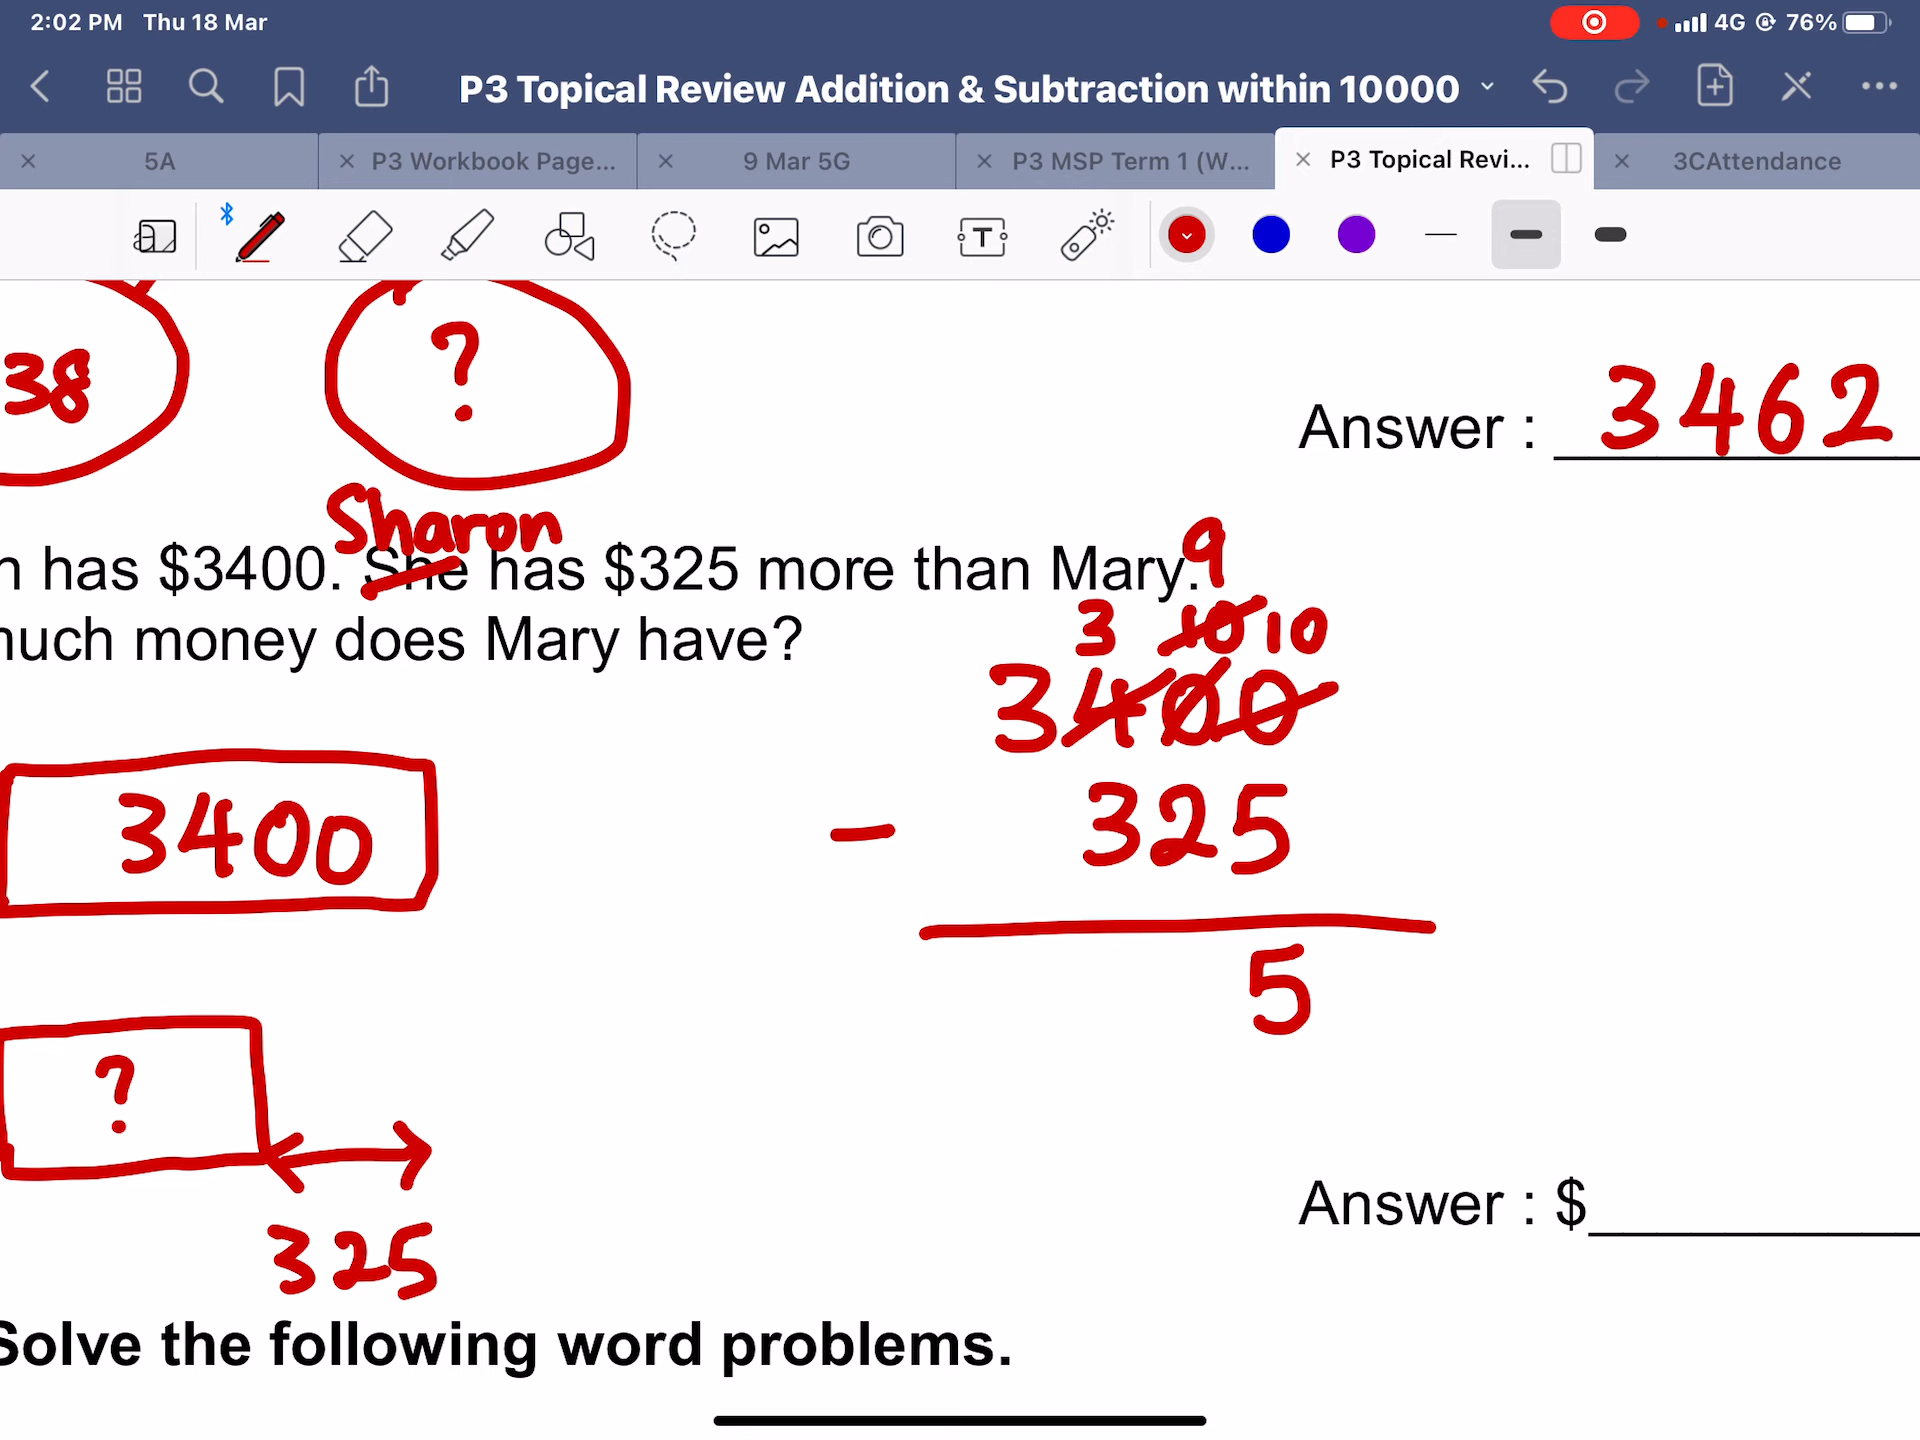 2:02 PM Thu 18 Mar
4G 76%
P3 Topical Review Addition & Subtraction within 10000
5A
P3 Workbook Page...
9 Mar 5G
P3 MSP Term 1 (W...
P3 Topical Revi...
3CAttendance
38
?
Answer : 3462
Sharon
n has $3400. She has $325 more than Mary.
much money does Mary have?
9
3 10 10
3400
- 325
5
3400
?
325
Answer : $
Solve the following word problems.